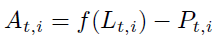 A_{t,i} = f(L_{t,i}) − P_{t,i}